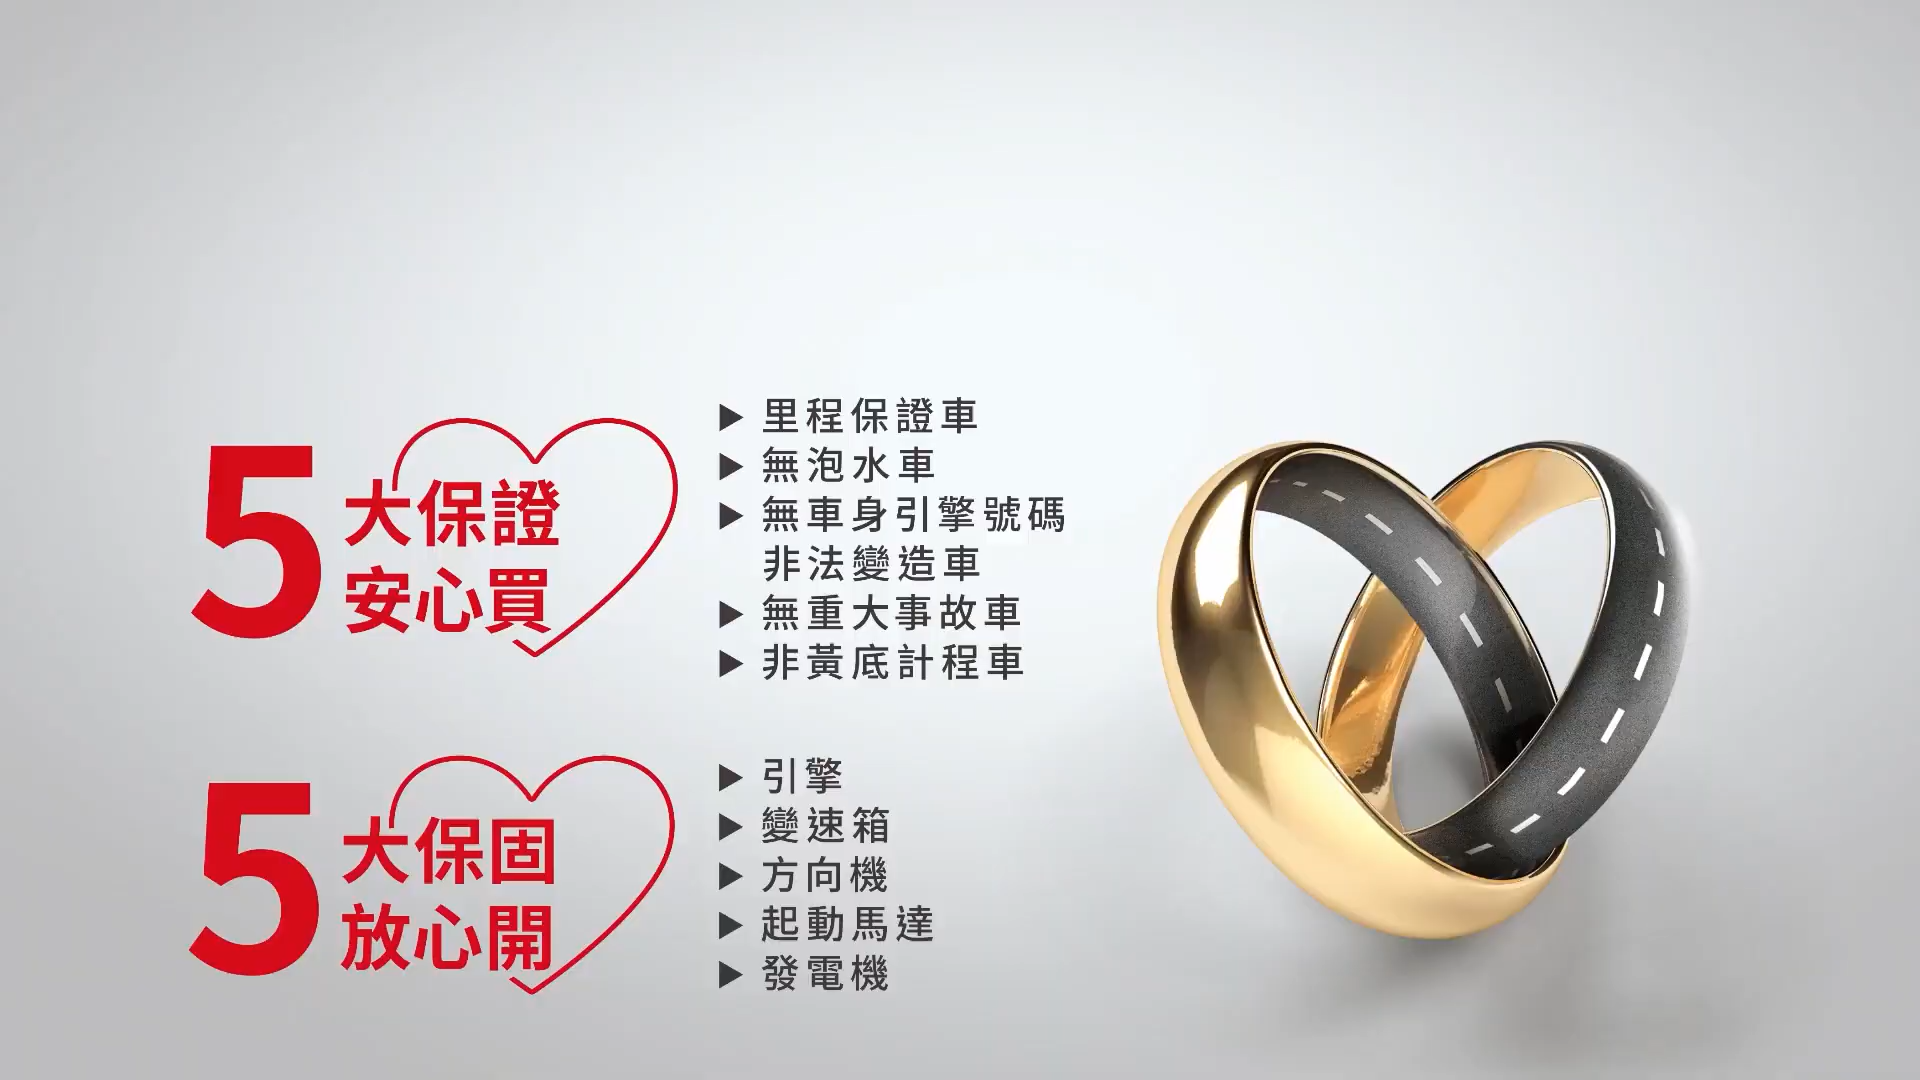 5大保證
安心買
▶ 里程保證車
▶ 無泡水車
▶ 無車身引擎號碼
非法變造車
▶ 無重大事故車
▶ 非黃底計程車
5大保固
放心開
▶ 引擎
▶ 變速箱
▶ 方向機
▶ 起動馬達
▶ 發電機